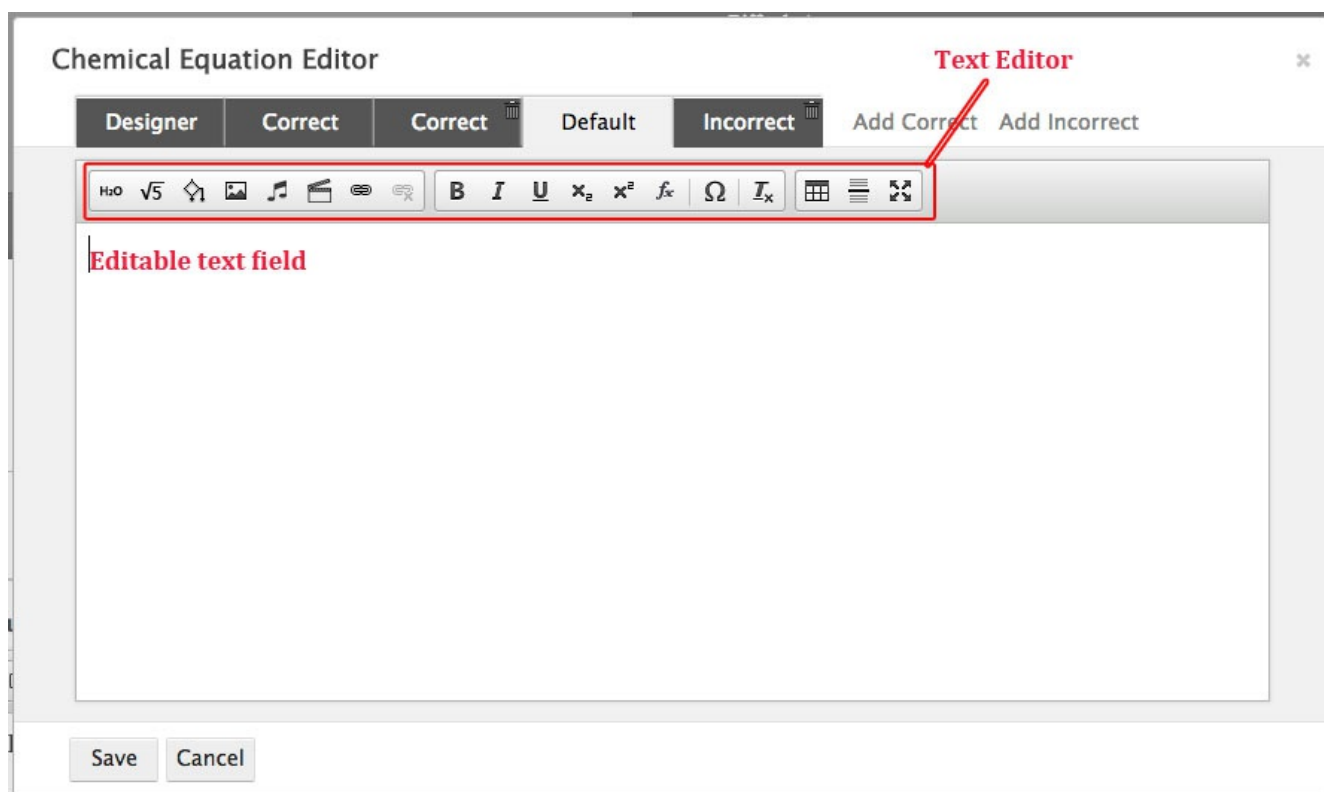 Chemical Equation Editor
Text Editor
Designer Correct Correct Default Incorrect Add Correct Add Incorrect
H₂O √5 B I U x₂ x² fx Ω Ix
Editable text field
Save Cancel